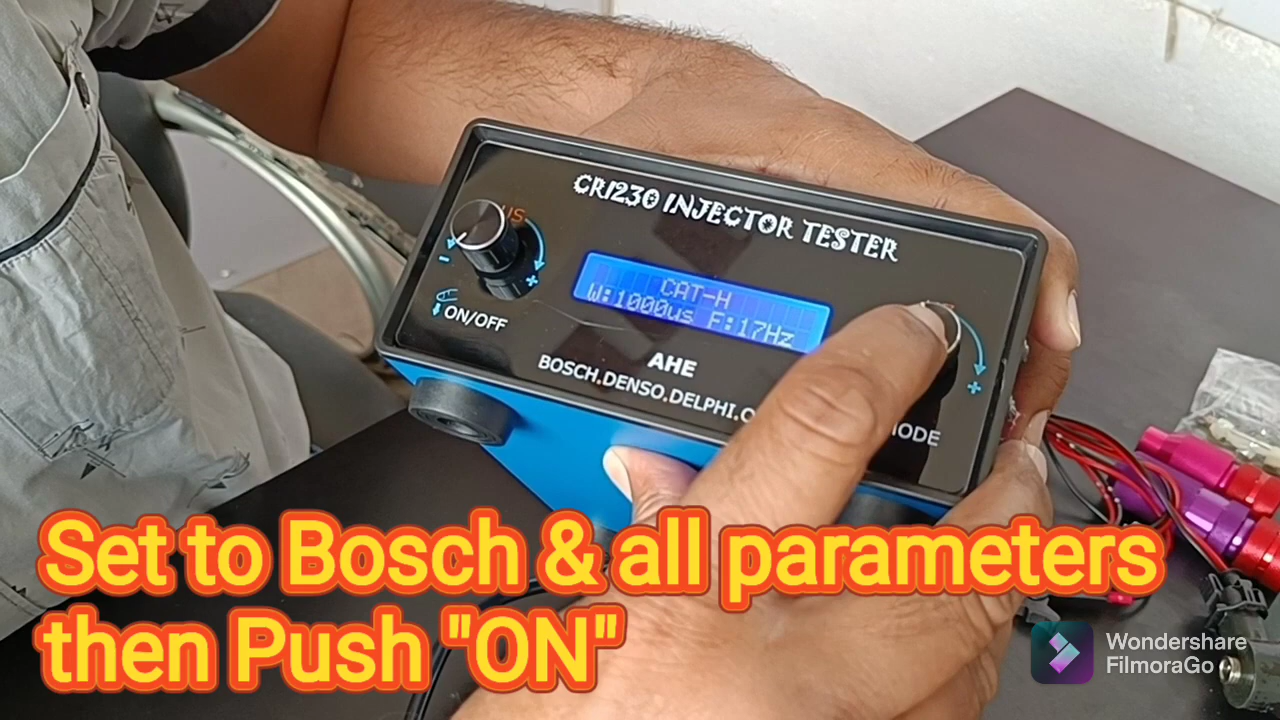 CRI230 INJECTOR TESTER
US
-
+
ON/OFF
CAT-H
W:1000us F:17Hz
AHE
BOSCH.DENSO.DELPHI.
+
Set to Bosch & all parameters
then Push "ON"
Wondershare
FilmoraGo